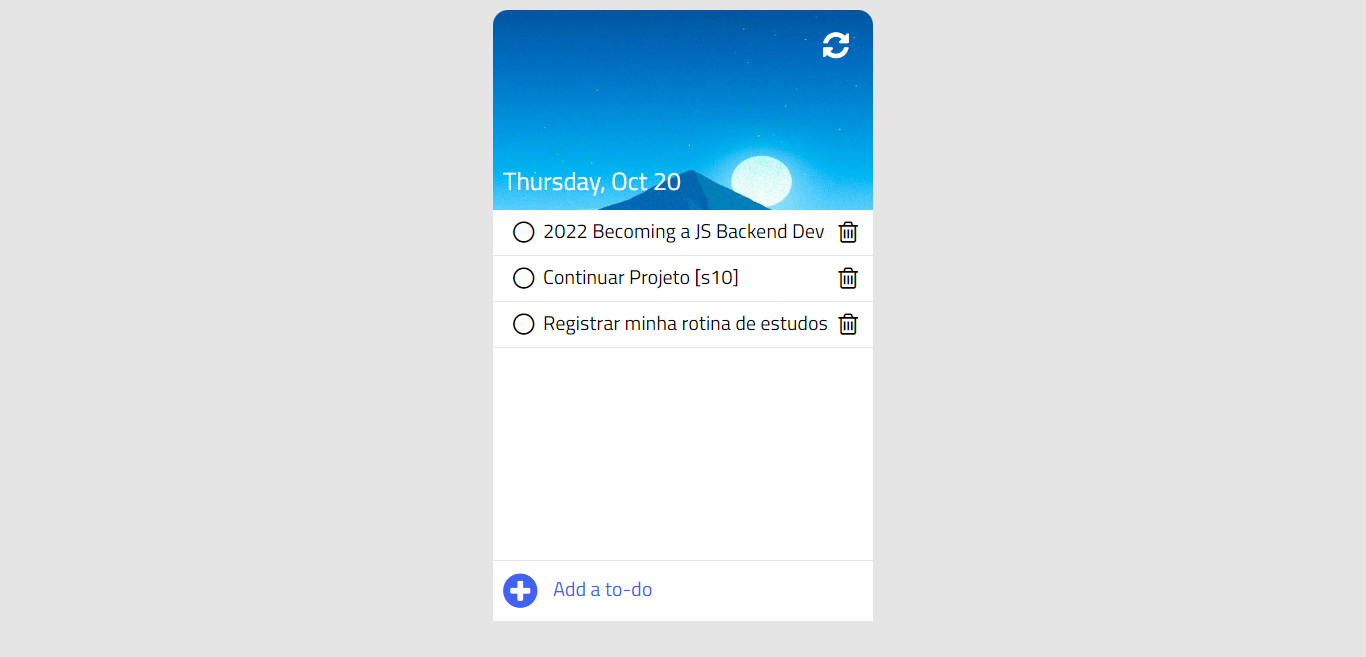 Thursday, Oct 20
2022 Becoming a JS Backend Dev
Continuar Projeto [s10]
Registrar minha rotina de estudos
Add a to-do